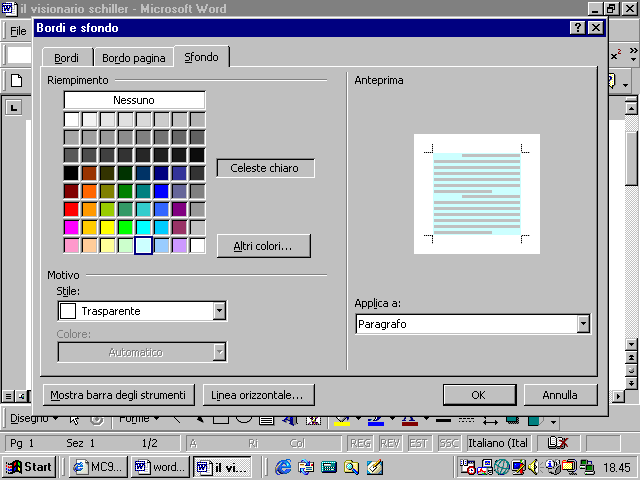 il visionario schiller - Microsoft Word
File
Bordi e sfondo
Bordi
Bordo pagina
Sfondo
Riempimento
Nessuno
Celeste chiaro
Altri colori...
Motivo
Stile:
Trasparente
Colore:
Automatico
Anteprima
Applica a:
Paragrafo
Mostra barra degli strumenti
Linea orizzontale...
OK
Annulla
Disegno
Forme
Pg 1 Sez 1 1/2 A Ri Col REG REV EST SSC Italiano (Ital
Start MC9... word... il vi... 18.45